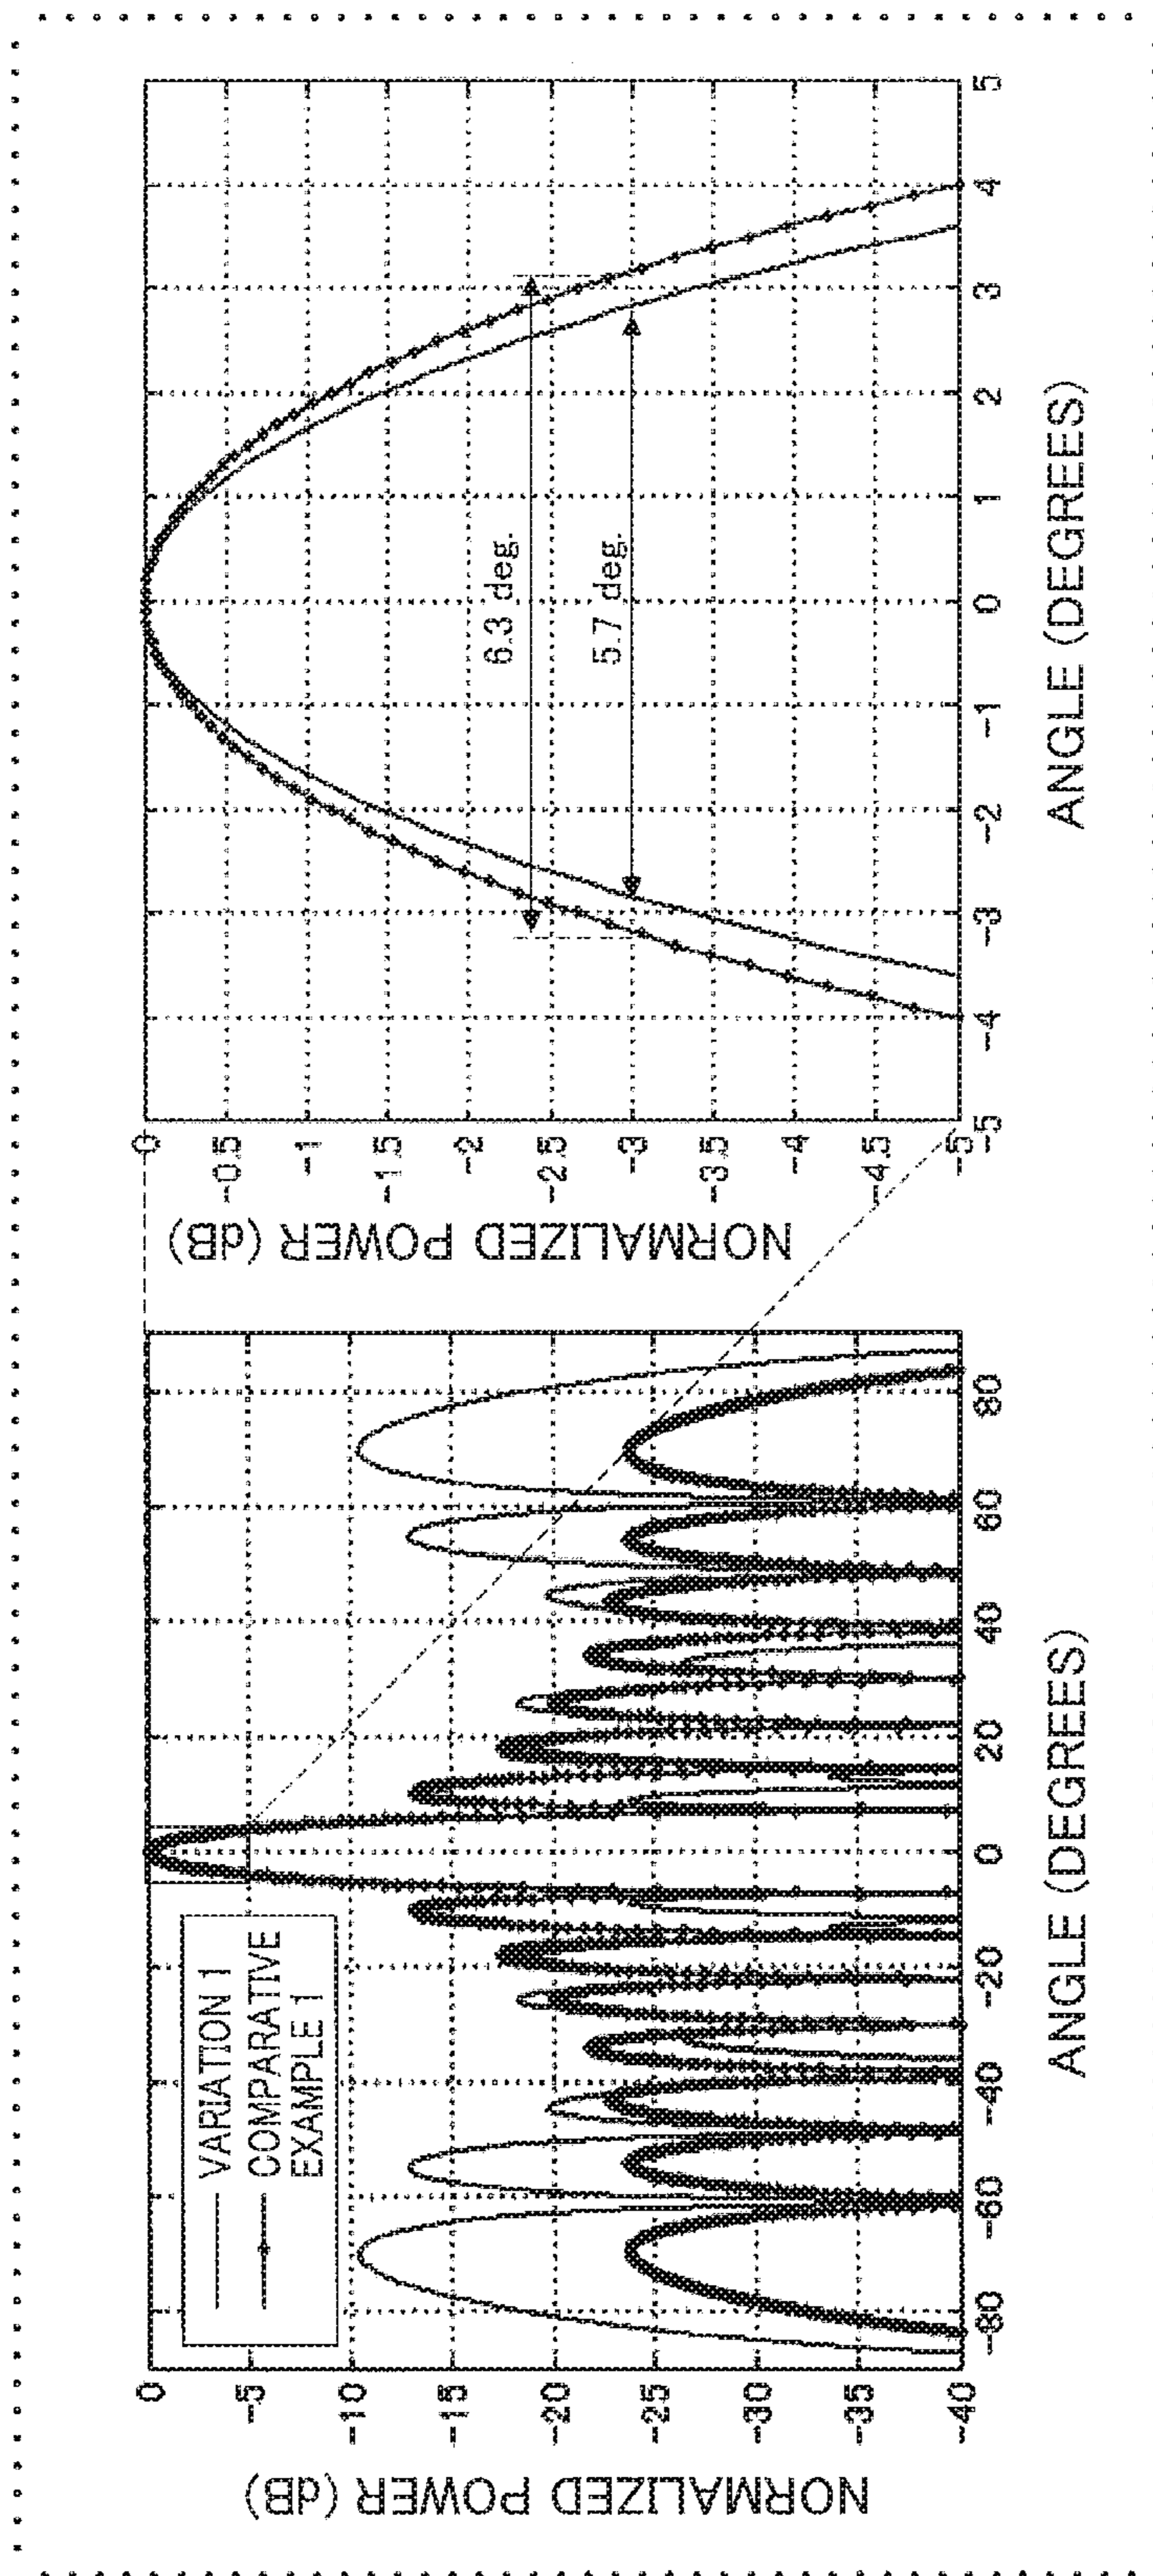 NORMALIZED POWER (dB)
0
-5
-10
-15
-20
-25
-30
-35
-40
VARIATION 1
COMPARATIVE
EXAMPLE 1
-80 -60 -40 -20 0 20 40 60 80
ANGLE (DEGREES)
NORMALIZED POWER (dB)
0
-0.5
-1
-1.5
-2
-2.5
-3
-3.5
-4
-4.5
-5
6.3 deg.
5.7 deg.
-5 -4 -3 -2 -1 0 1 2 3 4 5
ANGLE (DEGREES)